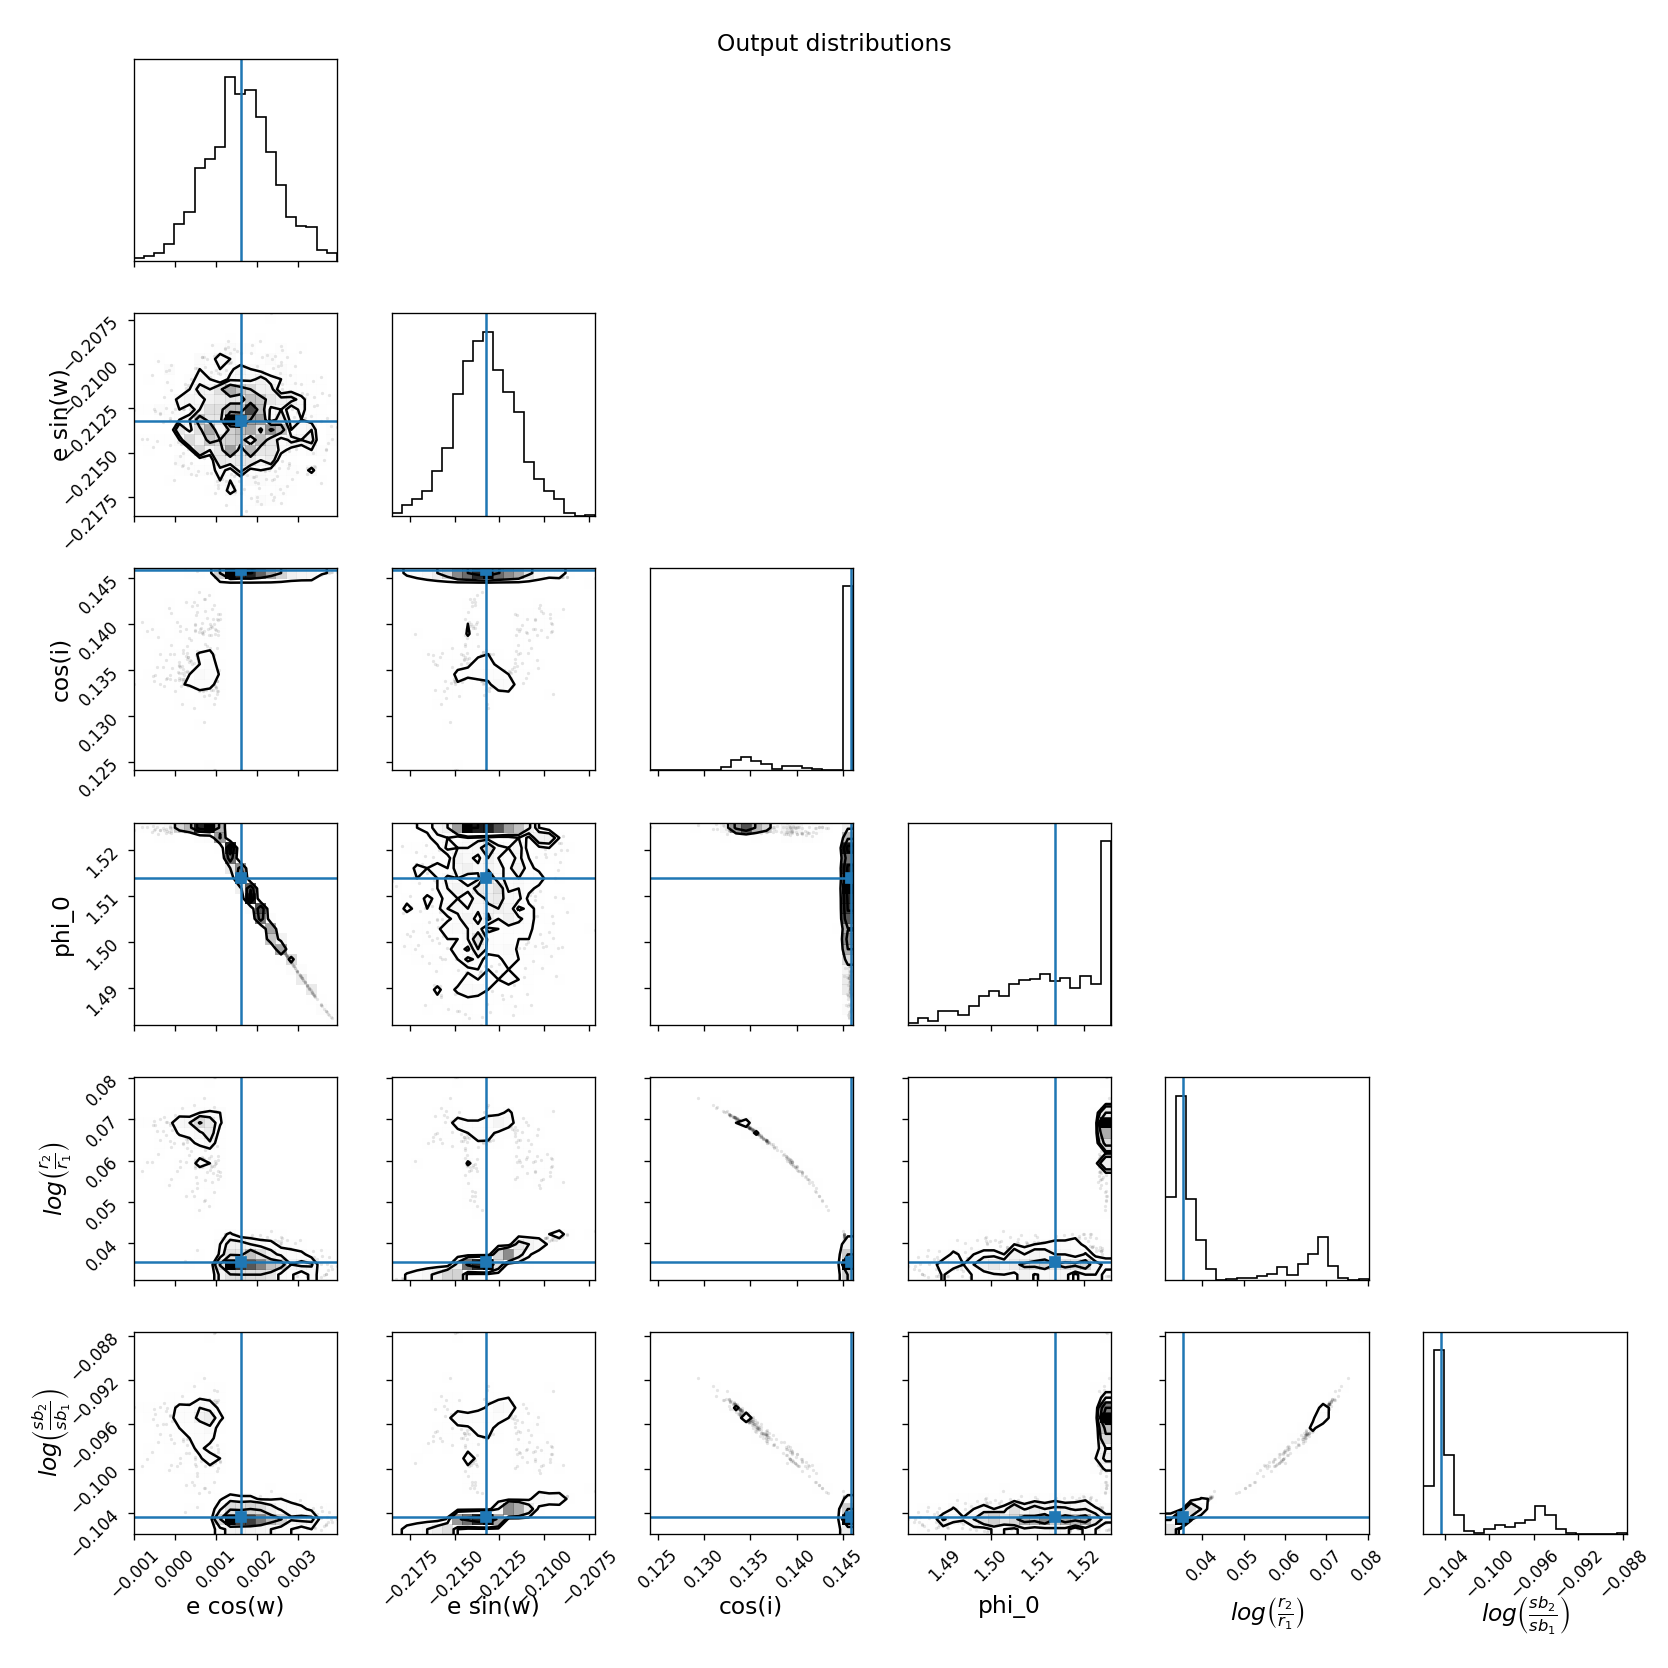 Output distributions
−0.2075
−0.2100
−0.2125
−0.2150
−0.2175
e sin(w)
0.145
0.140
0.135
0.130
0.125
cos(i)
1.52
1.51
1.50
1.49
phi_0
0.08
0.07
0.06
0.05
0.04
log(r₂/r₁)
−0.088
−0.092
−0.096
−0.100
−0.104
log(sb₂/sb₁)
−0.001 0.000 0.001 0.002 0.003
e cos(w)
−0.2175 −0.2150 −0.2125 −0.2100 −0.2075
e sin(w)
0.125 0.130 0.135 0.140 0.145
cos(i)
1.49 1.50 1.51 1.52
phi_0
0.04 0.05 0.06 0.07 0.08
log(r₂/r₁)
−0.104 −0.100 −0.096 −0.092 −0.088
log(sb₂/sb₁)